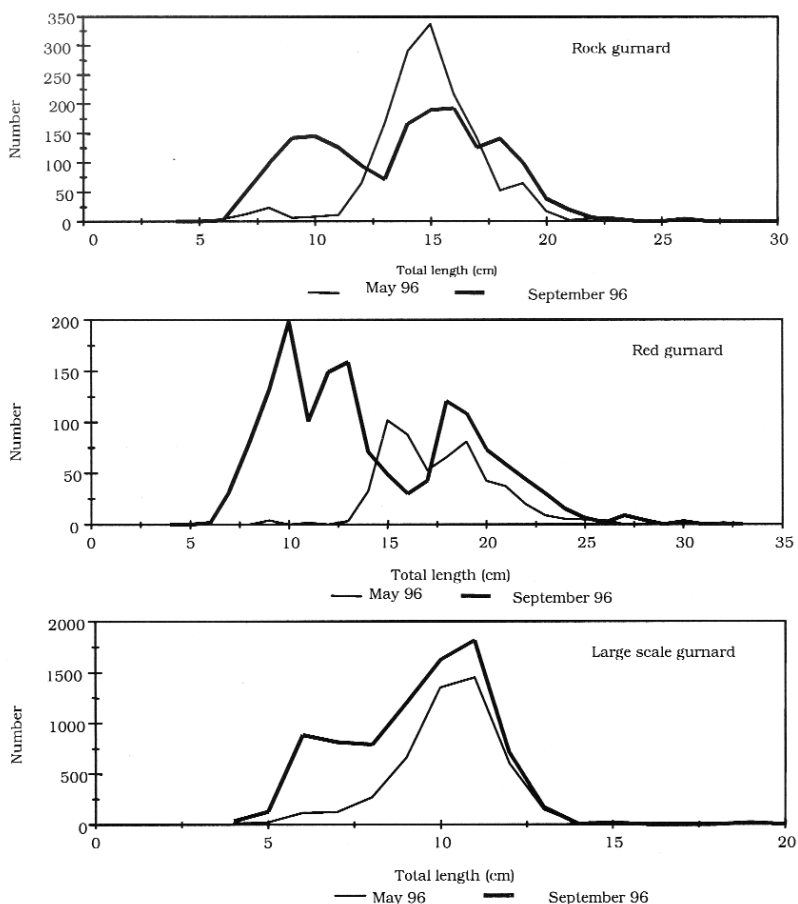 350
Rock gurnard
300
250
Number
200
150
100
50
0
0 5 10 15 20 25 30
Total length (cm)
May 96 September 96
200
Red gurnard
150
Number
100
50
0
0 5 10 15 20 25 30 35
Total length (cm)
May 96 September 96
2000
Large scale gurnard
1500
Number
1000
500
0
0 5 10 15 20
Total length (cm)
May 96 September 96